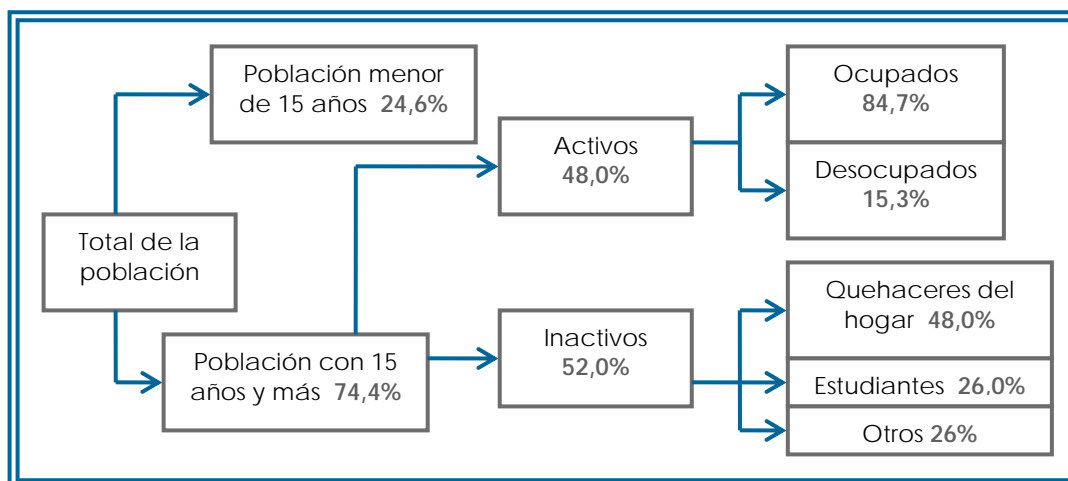 Población menor
de 15 años 24,6%
Ocupados
84,7%
Activos
48,0%
Desocupados
15,3%
Total de la
población
Quehaceres del
hogar 48,0%
Inactivos
52,0%
Población con 15
años y más 74,4%
Estudiantes 26,0%
Otros 26%